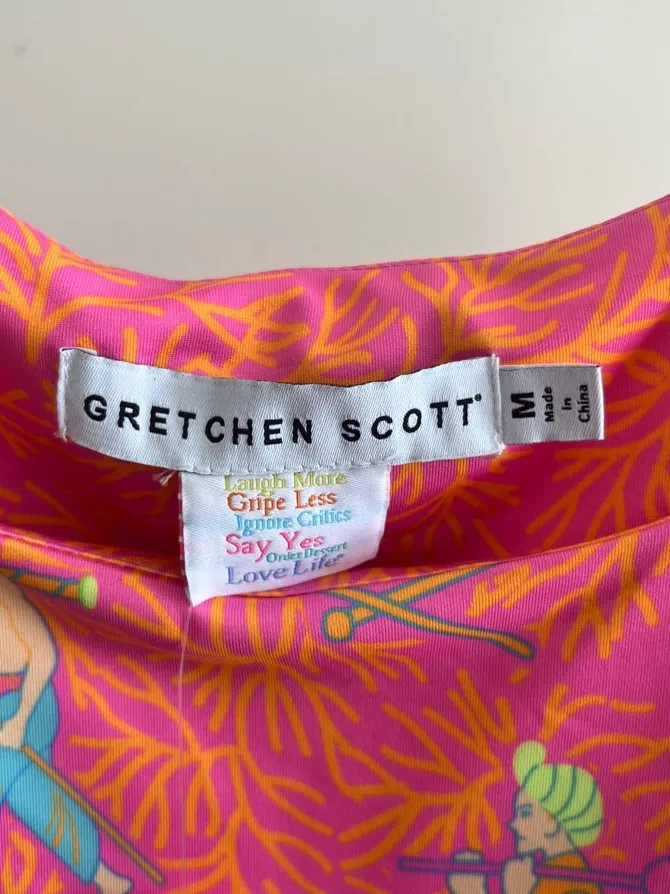 GRETCHEN SCOTT
M
Made
in
China
Laugh More
Gripe Less
Ignore Critics
Say Yes
Order Dessert
Love Life